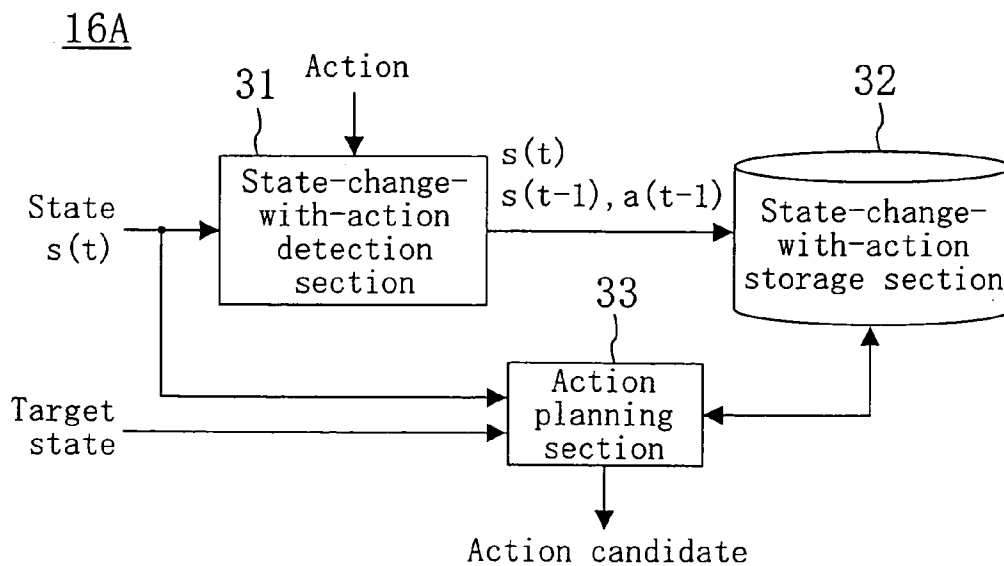 16A
Action
31
32
State-change-
with-action
detection
section
s(t)
s(t-1), a(t-1)
State
s(t)
State-change-
with-action
storage section
33
Action
planning
section
Target
state
Action candidate